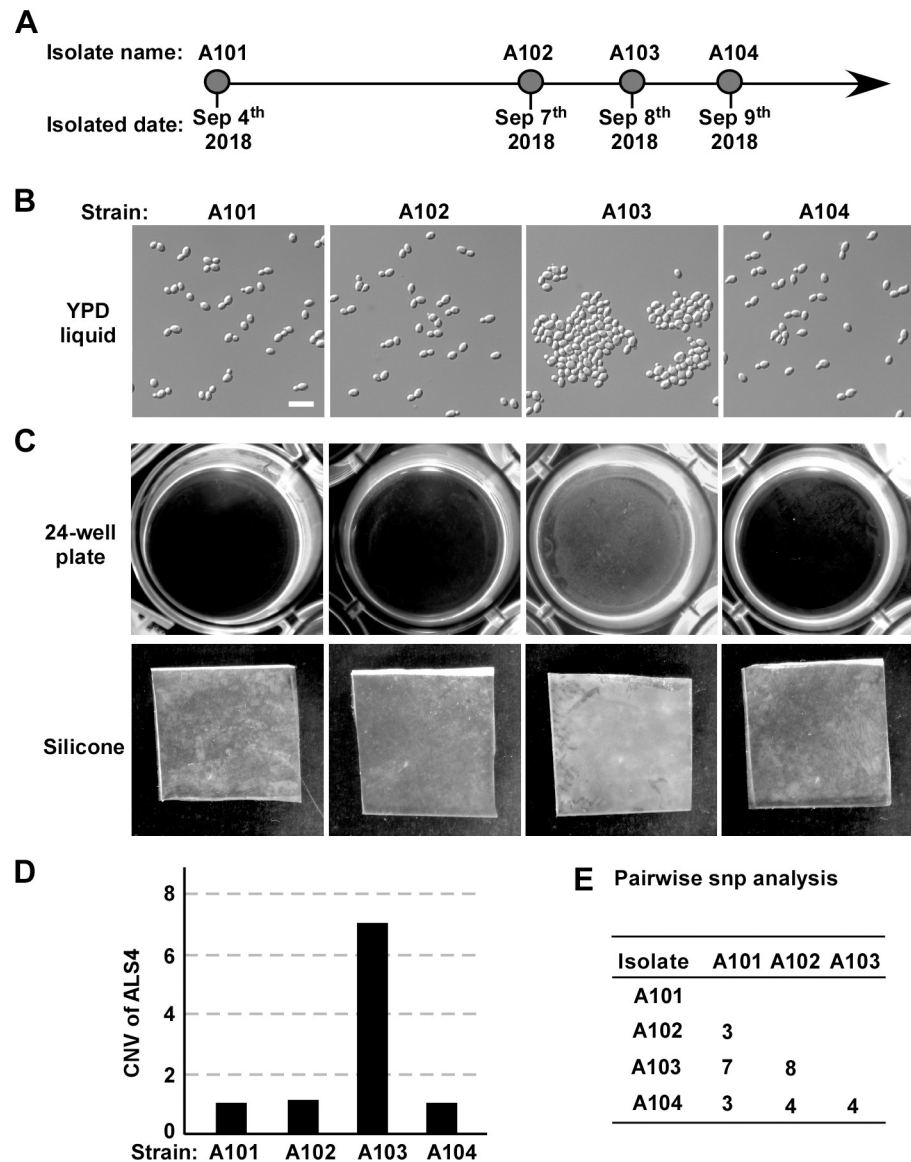 A
Isolate name: A101 A102 A103 A104
Isolated date: Sep 4th Sep 7th Sep 8th Sep 9th
2018 2018 2018 2018
B
Strain: A101 A102 A103 A104
YPD
liquid
C
24-well
plate
Silicone
D
CNV of ALS4
8
6
4
2
0
Strain: A101 A102 A103 A104
E Pairwise snp analysis
Isolate A101 A102 A103
A101
A102 3
A103 7 8
A104 3 4 4